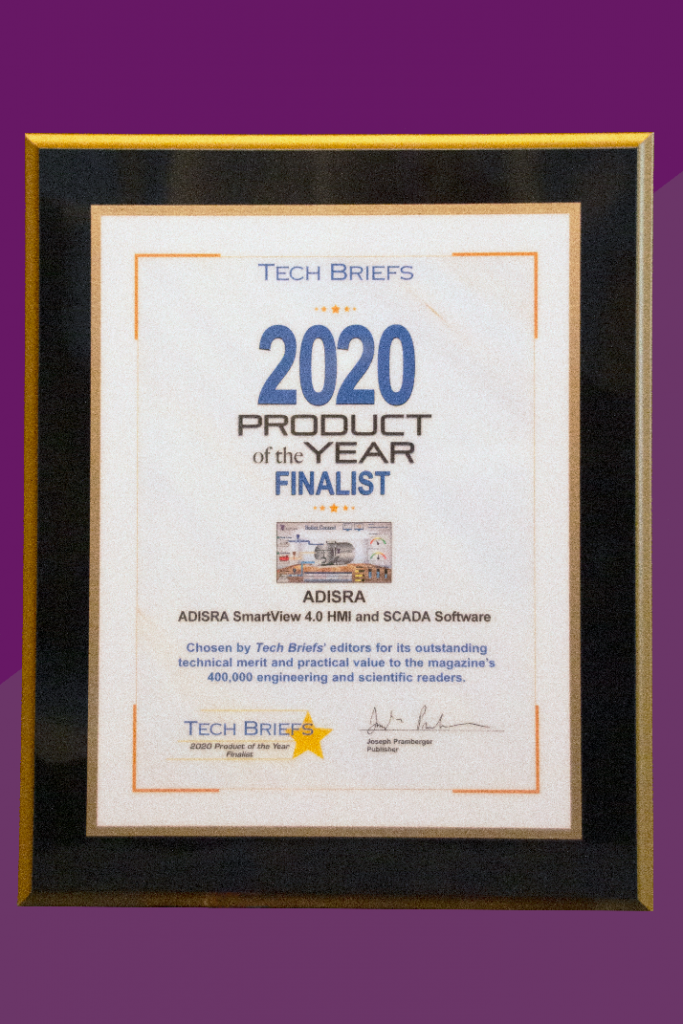 TECH BRIEFS
2020
PRODUCT
of the YEAR
FINALIST
ADISRA
ADISRA SmartView 4.0 HMI and SCADA Software
Chosen by Tech Briefs' editors for its outstanding
technical merit and practical value to the magazine's
400,000 engineering and scientific readers.
TECH BRIEFS
2020 Product of the Year
Finalist
Joseph Pramberger
Publisher